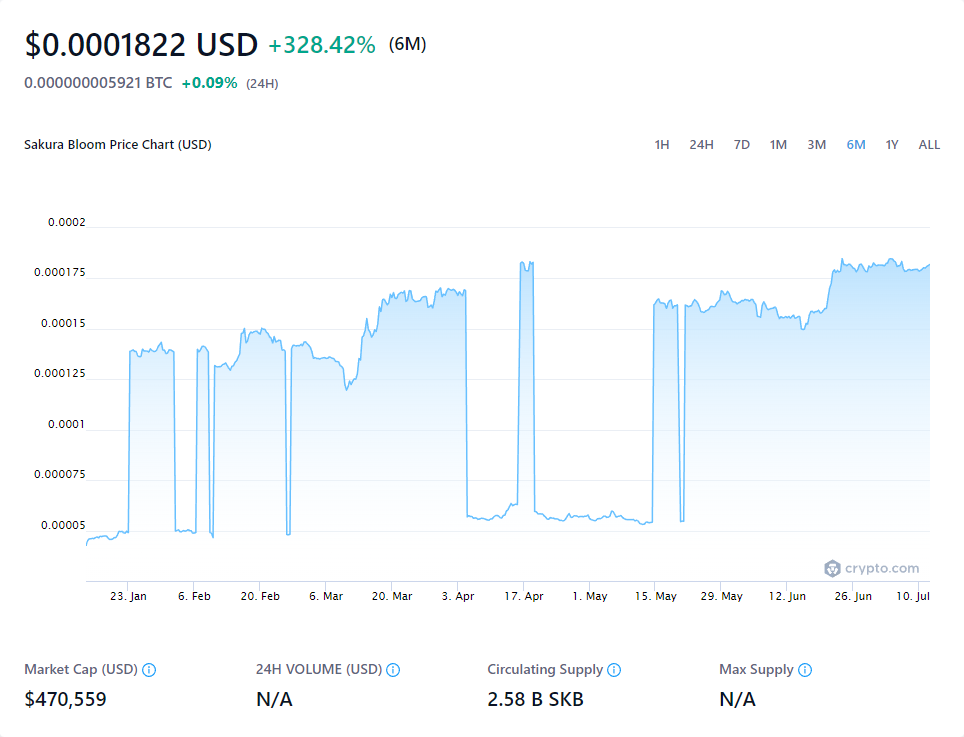 $0.0001822 USD +328.42% (6M)
0.000000005921 BTC +0.09% (24H)
Sakura Bloom Price Chart (USD) 1H 24H 7D 1M 3M 6M 1Y ALL
0.0002
0.000175
0.00015
0.000125
0.0001
0.000075
0.00005
crypto.com
23. Jan 6. Feb 20. Feb 6. Mar 20. Mar 3. Apr 17. Apr 1. May 15. May 29. May 12. Jun 26. Jun 10. Jul
Market Cap (USD) 24H VOLUME (USD) Circulating Supply Max Supply
$470,559 N/A 2.58 B SKB N/A